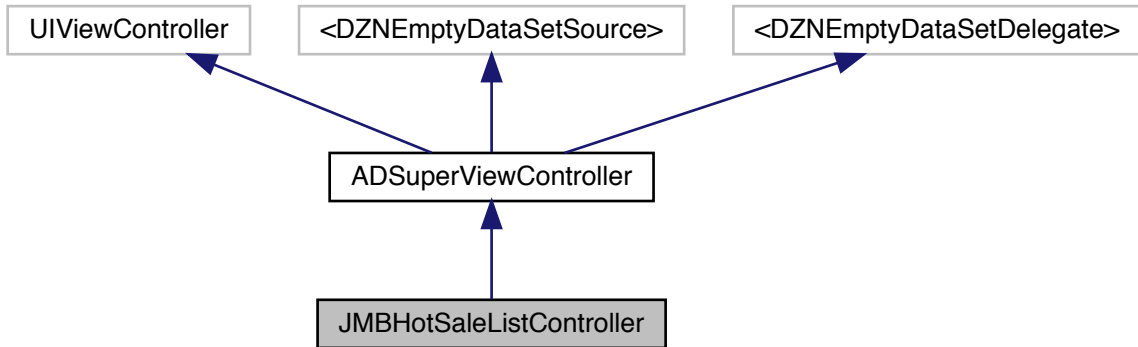 UIViewController
<DZNEmptyDataSetSource>
<DZNEmptyDataSetDelegate>
ADSuperViewController
JMBHotSaleListController